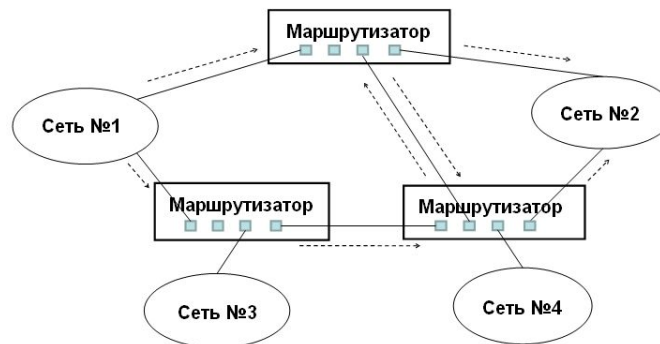 Маршрутизатор
Сеть №1
Сеть №2
Маршрутизатор
Маршрутизатор
Сеть №3
Сеть №4